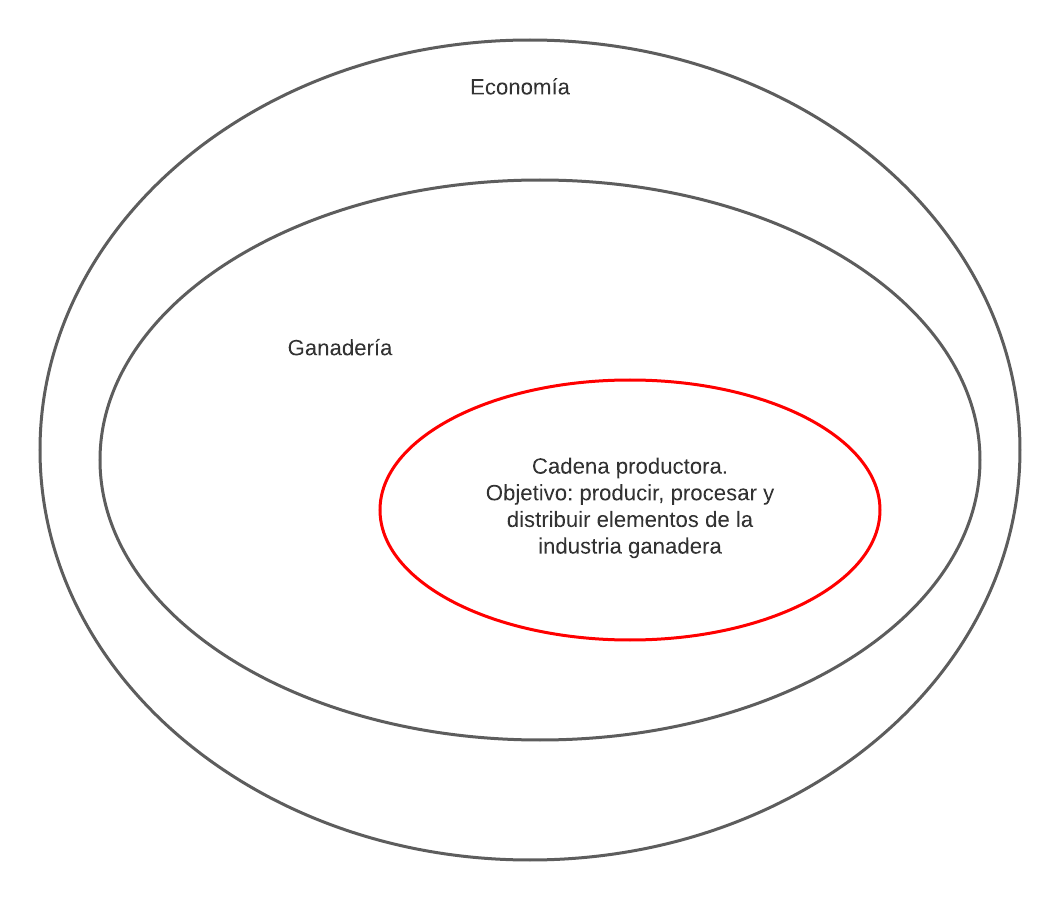 Economía
Ganadería
Cadena productora.
Objetivo: producir, procesar y
distribuir elementos de la
industria ganadera